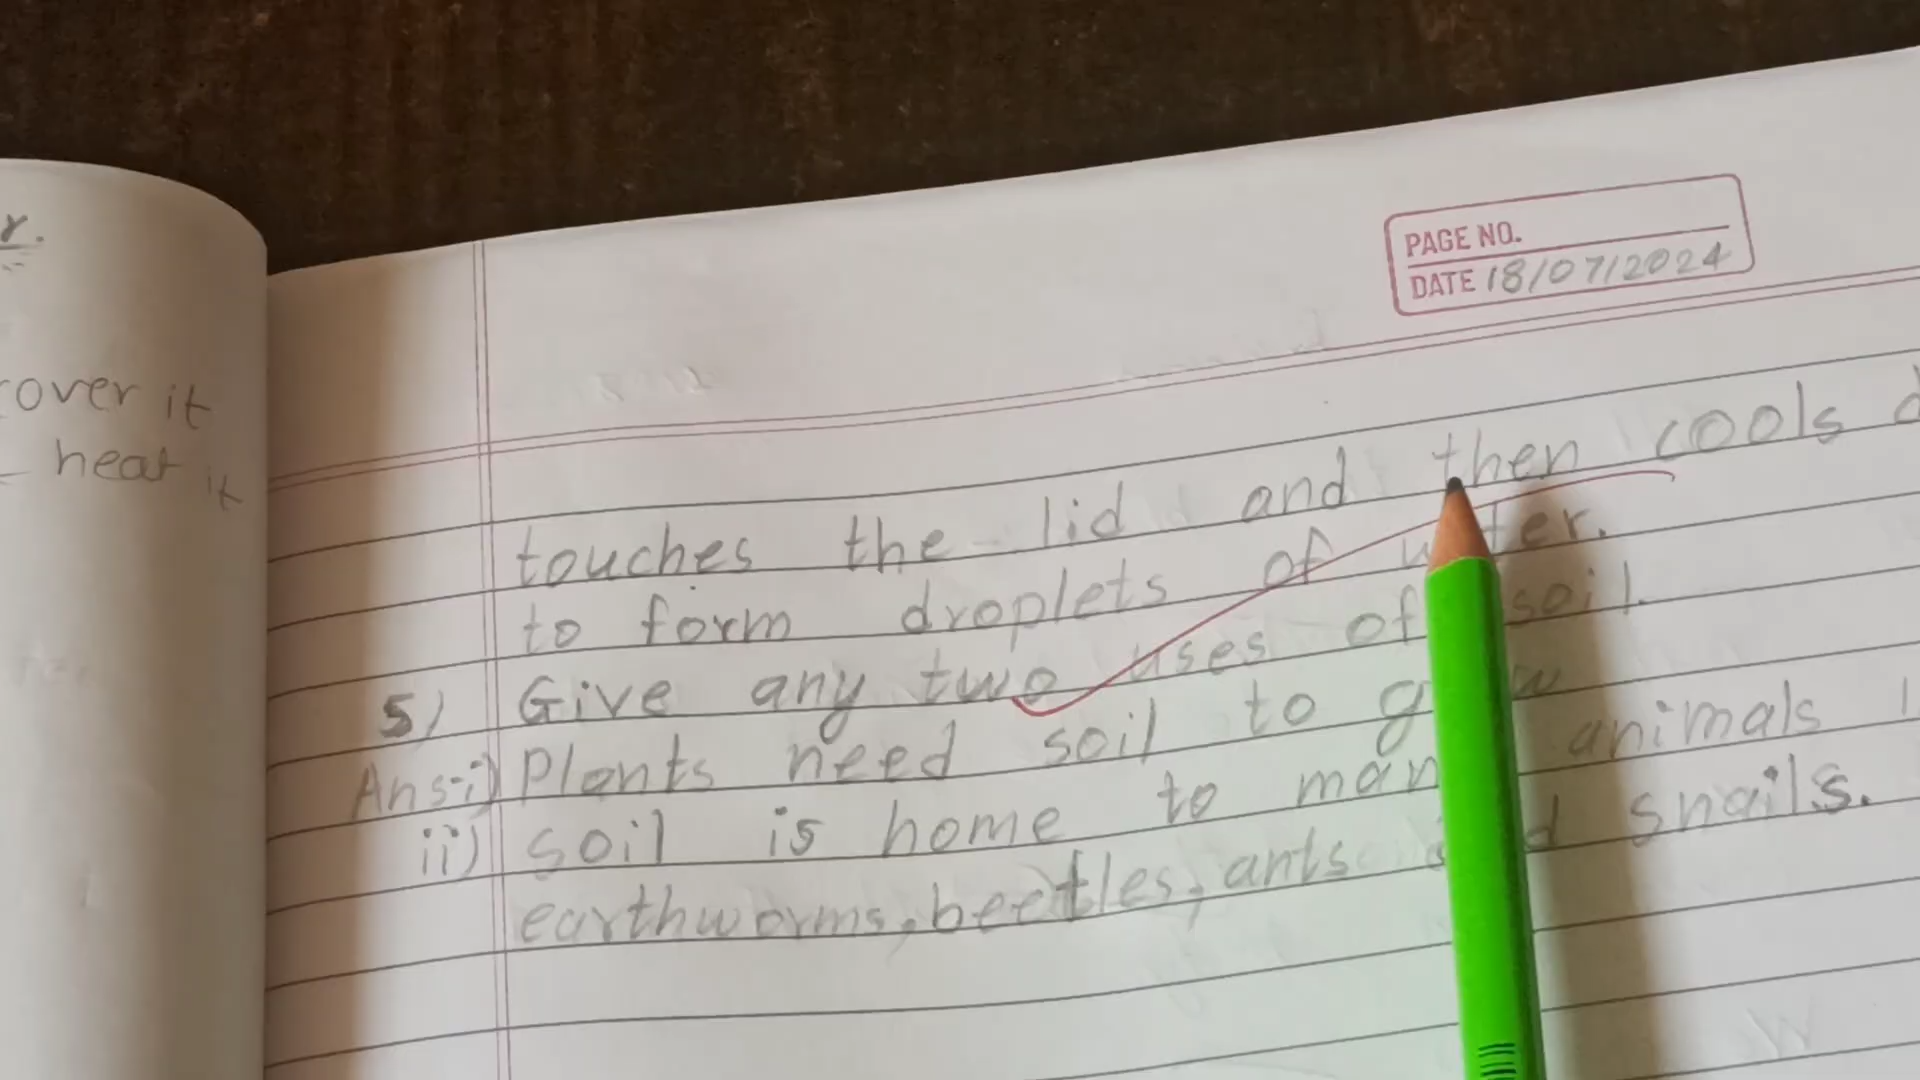 r.
cover it
heat it
PAGE NO.
DATE 18/07/2024
touches the lid and then cools
to form droplets of water.
5) Give any two uses of soil.
Ans:-i) Plants need soil to grow
ii) soil is home to many animals
earthworms, beetles, ants and snails.